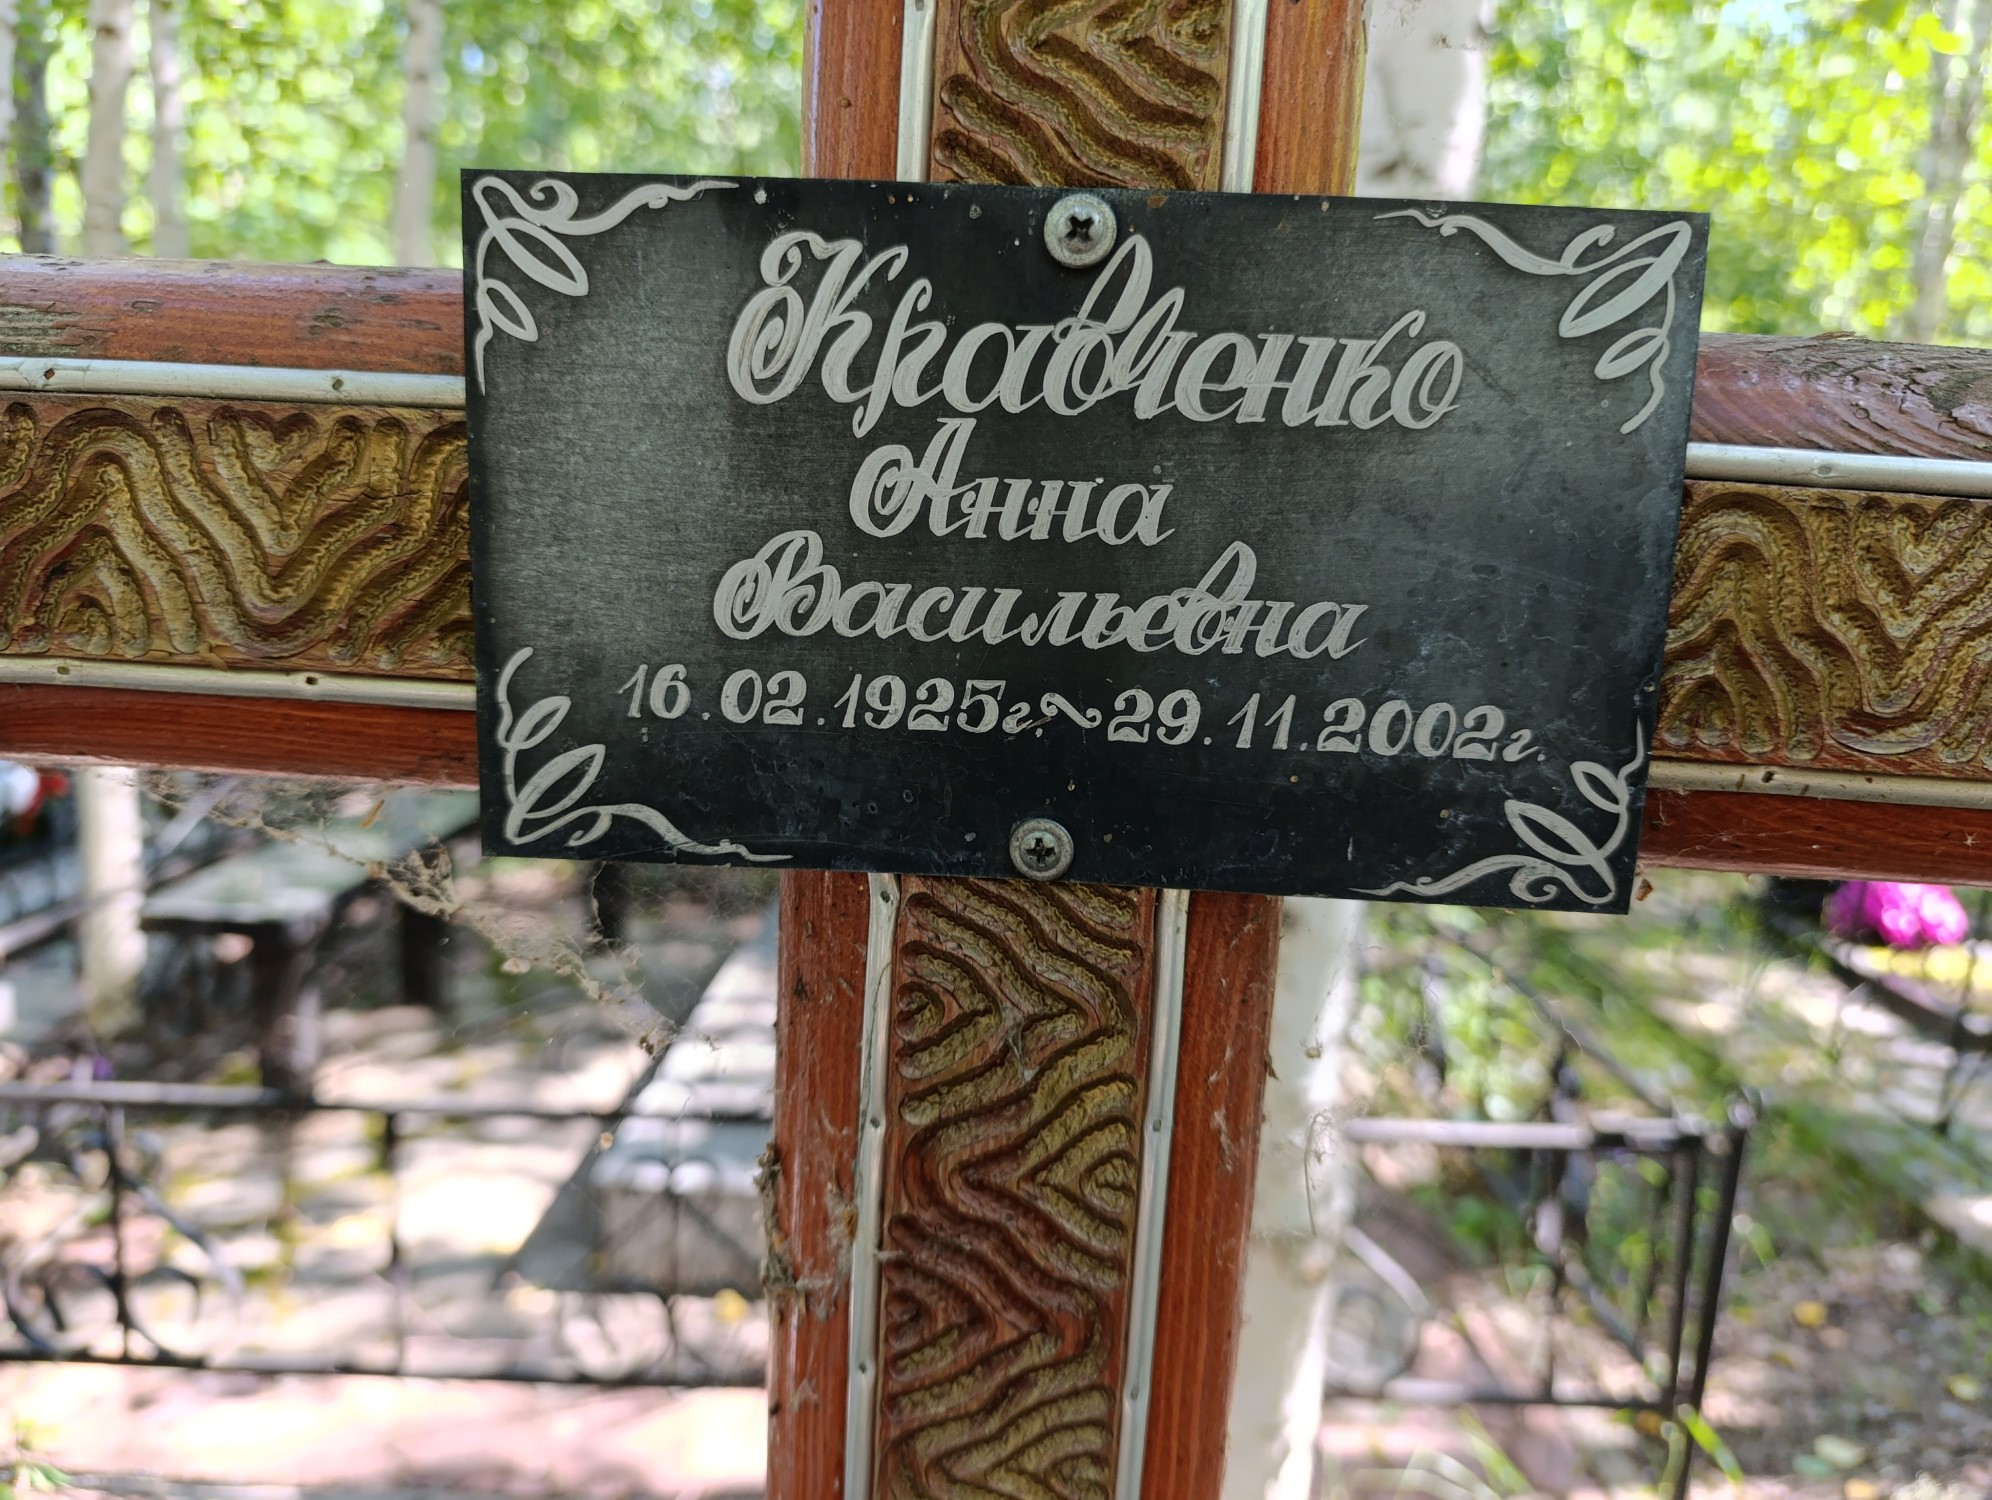 Кравченко
Анна
Васильевна
16.02.1925г.~29.11.2002г.